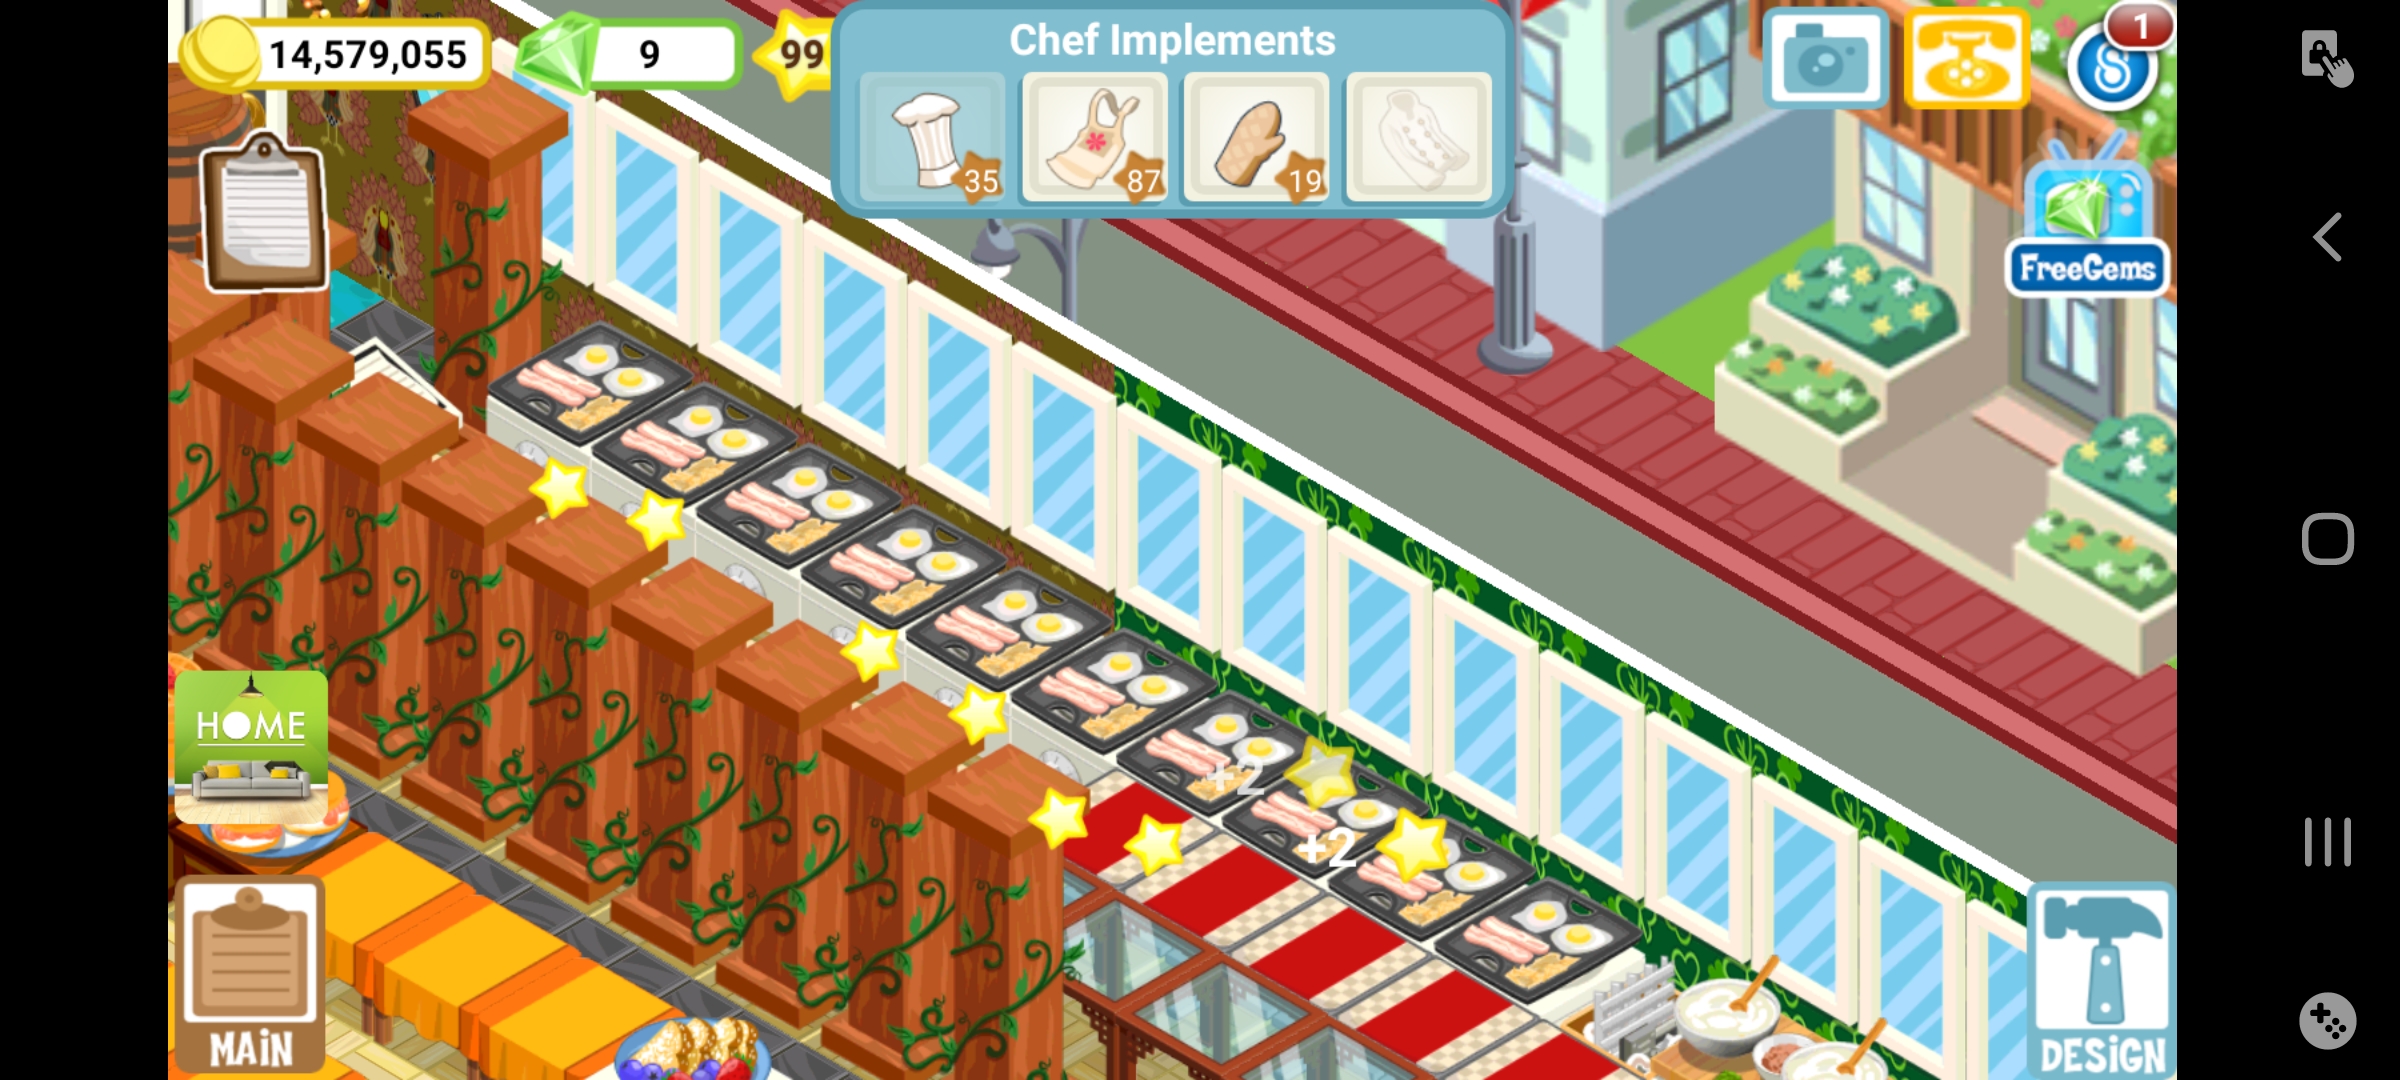 14,579,055
9
99
Chef Implements
35
87
19
1
FreeGems
HOME
+2
+2
MAIN
DESIGN